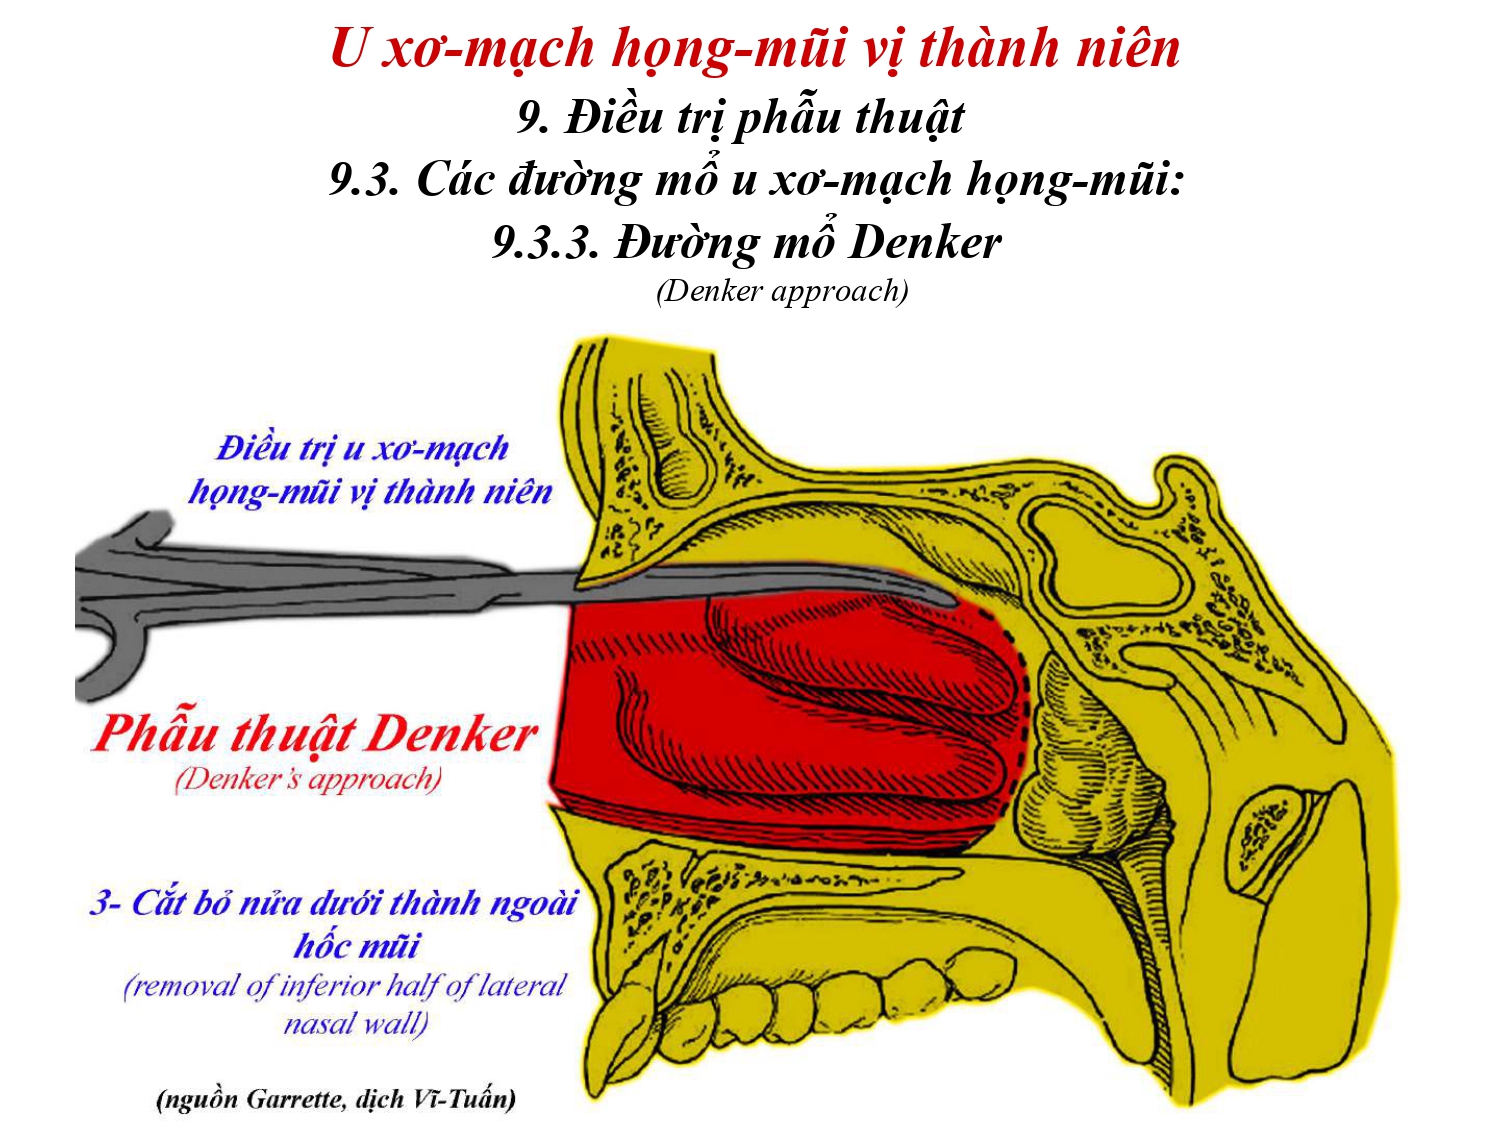 U xơ-mạch họng-mũi vị thành niên
9. Điều trị phẫu thuật
9.3. Các đường mổ u xơ-mạch họng-mũi:
9.3.3. Đường mổ Denker
(Denker approach)
Điều trị u xơ-mạch
họng-mũi vị thành niên
Phẫu thuật Denker
(Denker’s approach)
3- Cắt bỏ nửa dưới thành ngoài
hốc mũi
(removal of inferior half of lateral
nasal wall)
(nguồn Garrette, dịch Vĩ-Tuấn)